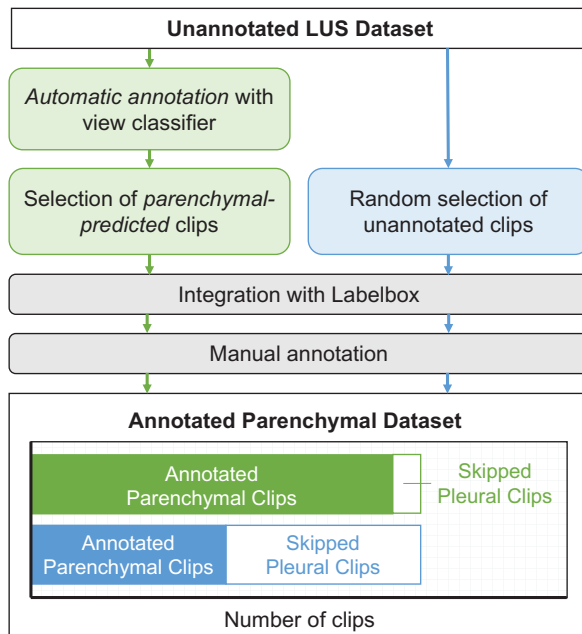 Unannotated LUS Dataset
Automatic annotation with
view classifier
Selection of parenchymal-
predicted clips
Random selection of
unannotated clips
Integration with Labelbox
Manual annotation
Annotated Parenchymal Dataset
Annotated
Parenchymal Clips
Skipped
Pleural Clips
Annotated
Parenchymal Clips
Skipped
Pleural Clips
Number of clips